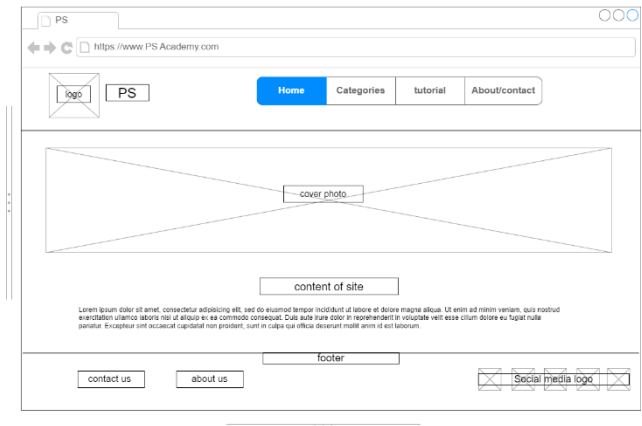 PS
https://www.PS Academy.com
logo
PS
Home
Categories
tutorial
About/contact
cover photo
content of site
Lorem ipsum dolor sit amet, consectetur adipisicing elit, sed do eiusmod tempor incididunt ut labore et dolore magna aliqua. Ut enim ad minim veniam, quis nostrud
exercitation ullamco laboris nisi ut aliquip ex ea commodo consequat. Duis aute irure dolor in reprehenderit in voluptate velit esse cillum dolore eu fugiat nulla
pariatur. Excepteur sint occaecat cupidatat non proident, sunt in culpa qui officia deserunt mollit anim id est laborum.
footer
contact us
about us
Social media logo